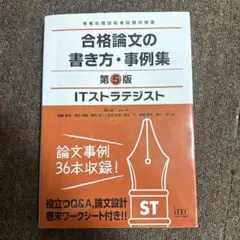 情報処理技術者試験対策書
合格論文の
書き方・事例集
第5版
ITストラテジスト
論文事例
36本収録!
役立つQ&A,論文設計
巻末ワークシート付き!!
ST
iTEC